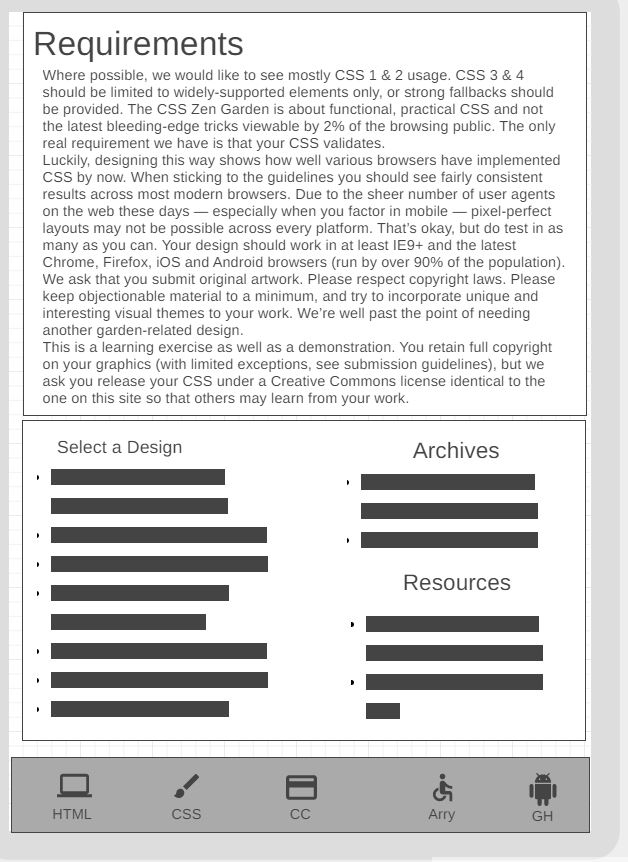 Requirements
Where possible, we would like to see mostly CSS 1 & 2 usage. CSS 3 & 4
should be limited to widely-supported elements only, or strong fallbacks should
be provided. The CSS Zen Garden is about functional, practical CSS and not
the latest bleeding-edge tricks viewable by 2% of the browsing public. The only
real requirement we have is that your CSS validates.
Luckily, designing this way shows how well various browsers have implemented
CSS by now. When sticking to the guidelines you should see fairly consistent
results across most modern browsers. Due to the sheer number of user agents
on the web these days — especially when you factor in mobile — pixel-perfect
layouts may not be possible across every platform. That’s okay, but do test in as
many as you can. Your design should work in at least IE9+ and the latest
Chrome, Firefox, iOS and Android browsers (run by over 90% of the population).
We ask that you submit original artwork. Please respect copyright laws. Please
keep objectionable material to a minimum, and try to incorporate unique and
interesting visual themes to your work. We’re well past the point of needing
another garden-related design.
This is a learning exercise as well as a demonstration. You retain full copyright
on your graphics (with limited exceptions, see submission guidelines), but we
ask you release your CSS under a Creative Commons license identical to the
one on this site so that others may learn from your work.
Select a Design
Archives
Resources
HTML
CSS
CC
Arry
GH